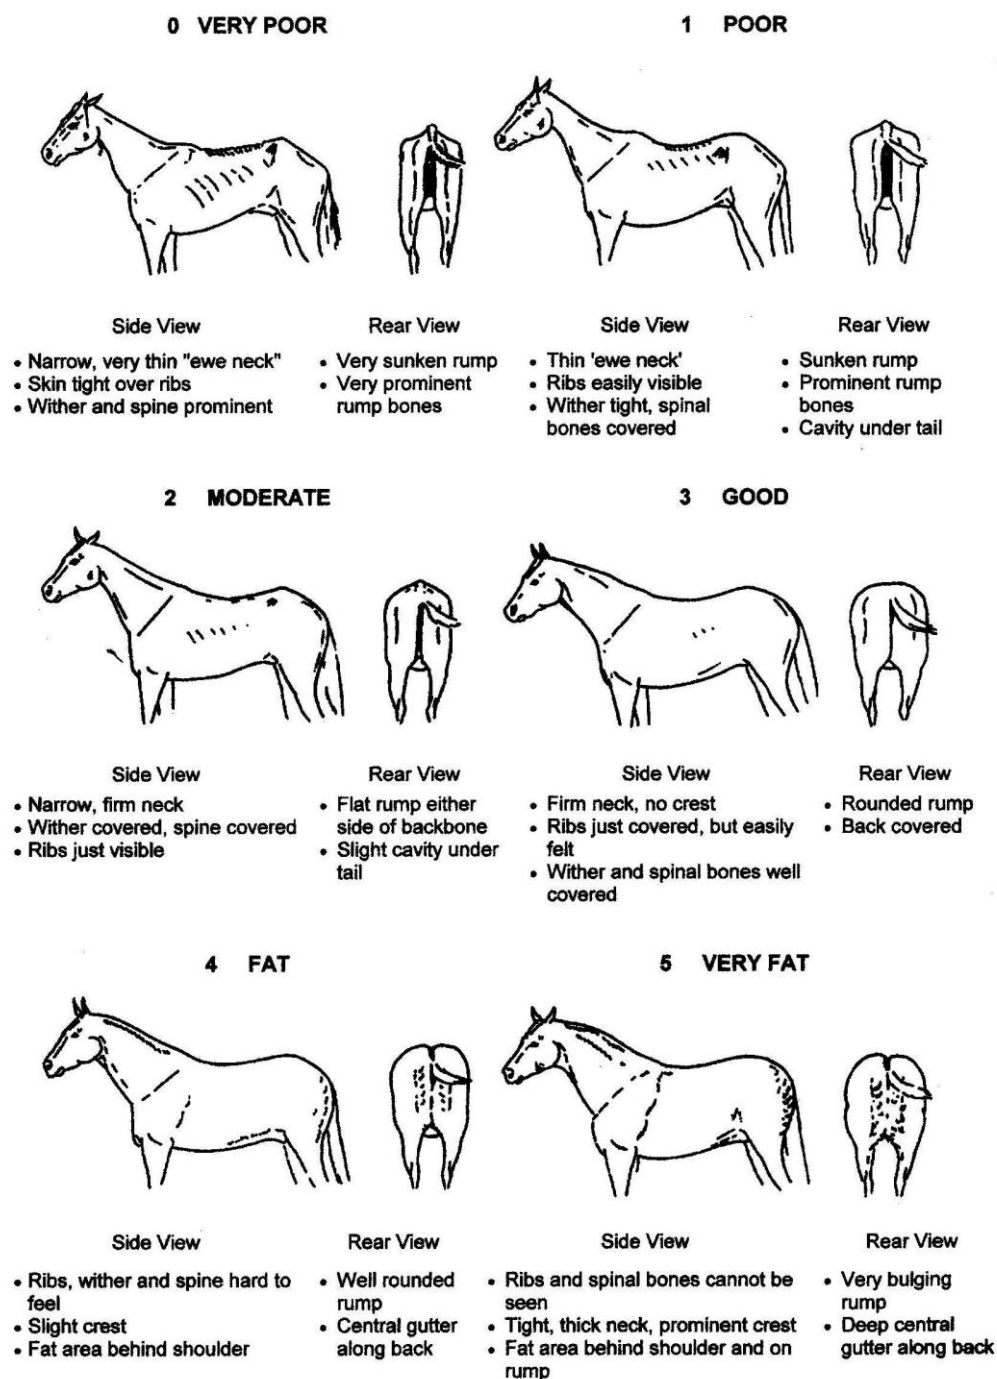 0 VERY POOR
1 POOR
Side View
• Narrow, very thin "ewe neck"
• Skin tight over ribs
• Wither and spine prominent
Rear View
• Very sunken rump
• Very prominent
rump bones
Side View
• Thin 'ewe neck'
• Ribs easily visible
• Wither tight, spinal
bones covered
Rear View
• Sunken rump
• Prominent rump
bones
• Cavity under tail
2 MODERATE
3 GOOD
Side View
• Narrow, firm neck
• Wither covered, spine covered
• Ribs just visible
Rear View
• Flat rump either
side of backbone
• Slight cavity under
tail
Side View
• Firm neck, no crest
• Ribs just covered, but easily
felt
• Wither and spinal bones well
covered
Rear View
• Rounded rump
• Back covered
4 FAT
5 VERY FAT
Side View
• Ribs, wither and spine hard to
feel
• Slight crest
• Fat area behind shoulder
Rear View
• Well rounded
rump
• Central gutter
along back
Side View
• Ribs and spinal bones cannot be
seen
• Tight, thick neck, prominent crest
• Fat area behind shoulder and on
rump
Rear View
• Very bulging
rump
• Deep central
gutter along back